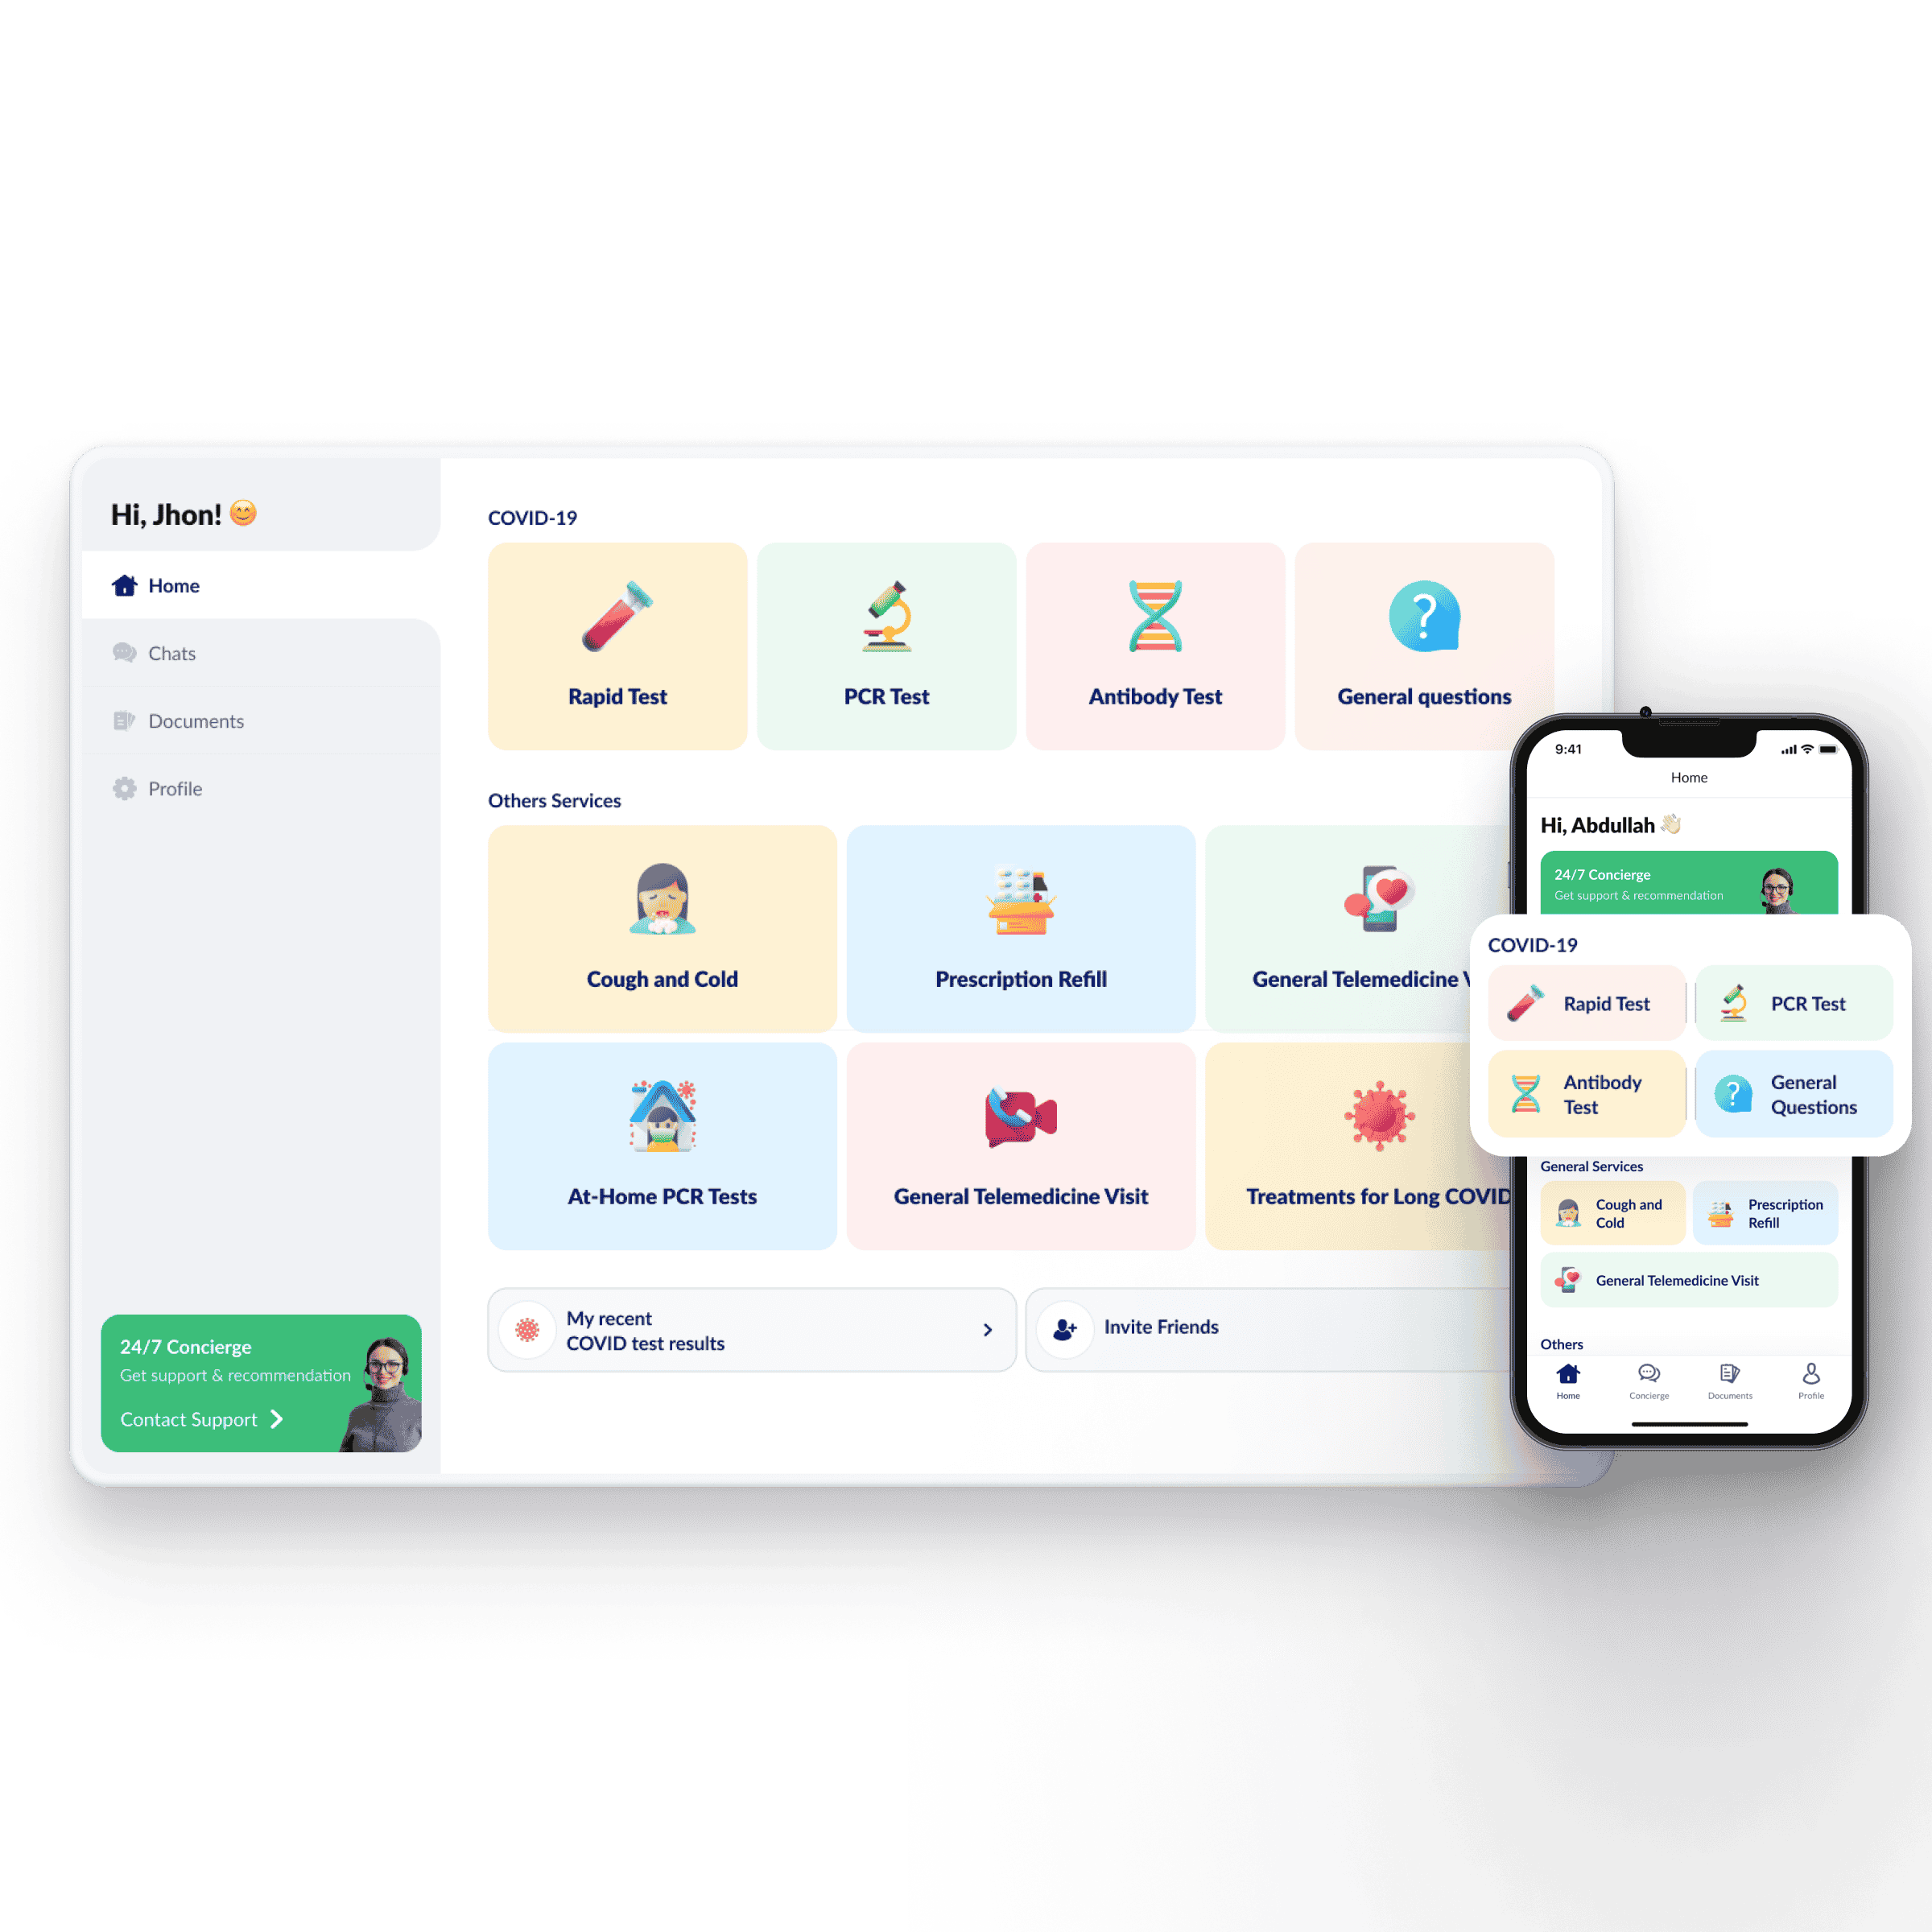 Hi, Jhon! 😊
Home
Chats
Documents
Profile
24/7 Concierge
Get support & recommendation
Contact Support
COVID-19
Rapid Test
PCR Test
Antibody Test
General questions
Others Services
Cough and Cold
Prescription Refill
General Telemedicine
At-Home PCR Tests
General Telemedicine Visit
Treatments for Long COVID
My recent
COVID test results
Invite Friends
9:41
Home
Hi, Abdullah 👋🏻
24/7 Concierge
Get support & recommendation
COVID-19
Rapid Test
PCR Test
Antibody
Test
General
Questions
General Services
Cough and
Cold
Prescription
Refill
General Telemedicine Visit
Others
Home
Concierge
Documents
Profile